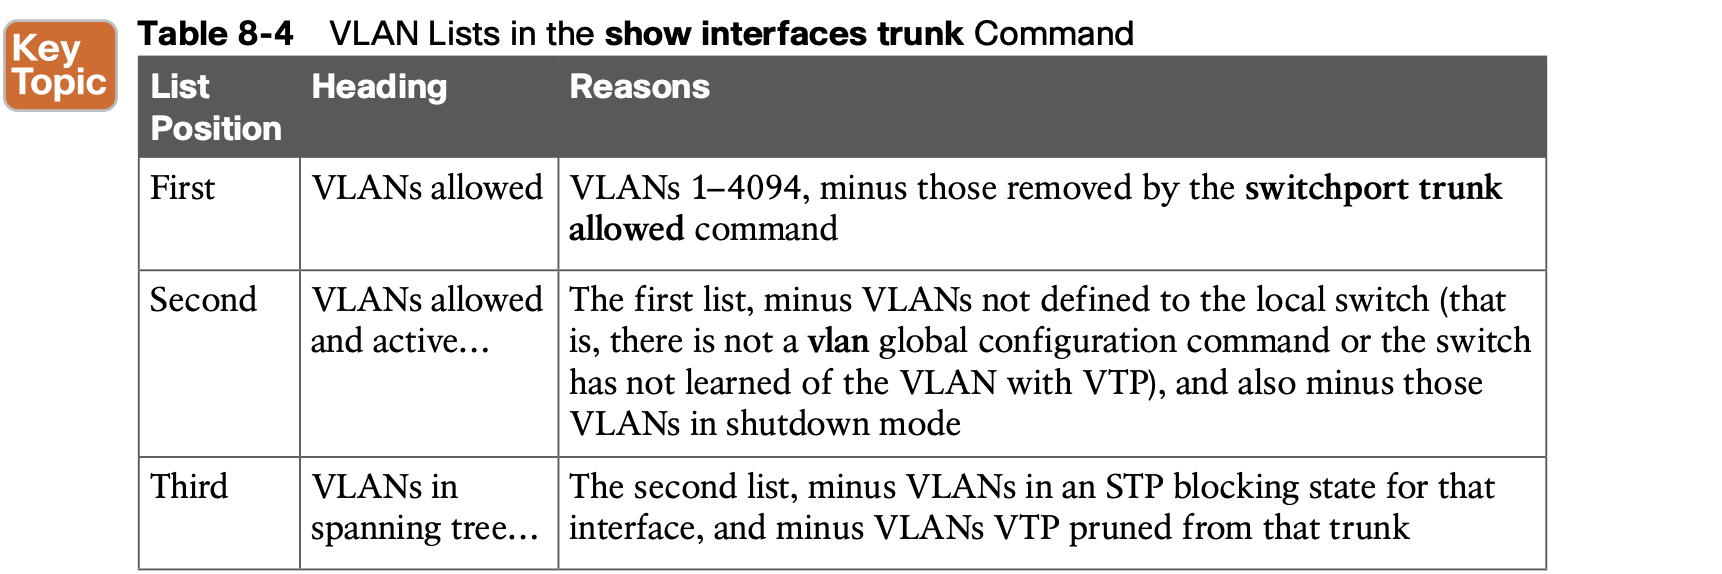 Key
Topic
Table 8-4 VLAN Lists in the show interfaces trunk Command
List
Position
Heading
Reasons
First
VLANs allowed
VLANs 1–4094, minus those removed by the switchport trunk
allowed command
Second
VLANs allowed
and active…
The first list, minus VLANs not defined to the local switch (that
is, there is not a vlan global configuration command or the switch
has not learned of the VLAN with VTP), and also minus those
VLANs in shutdown mode
Third
VLANs in
spanning tree…
The second list, minus VLANs in an STP blocking state for that
interface, and minus VLANs VTP pruned from that trunk